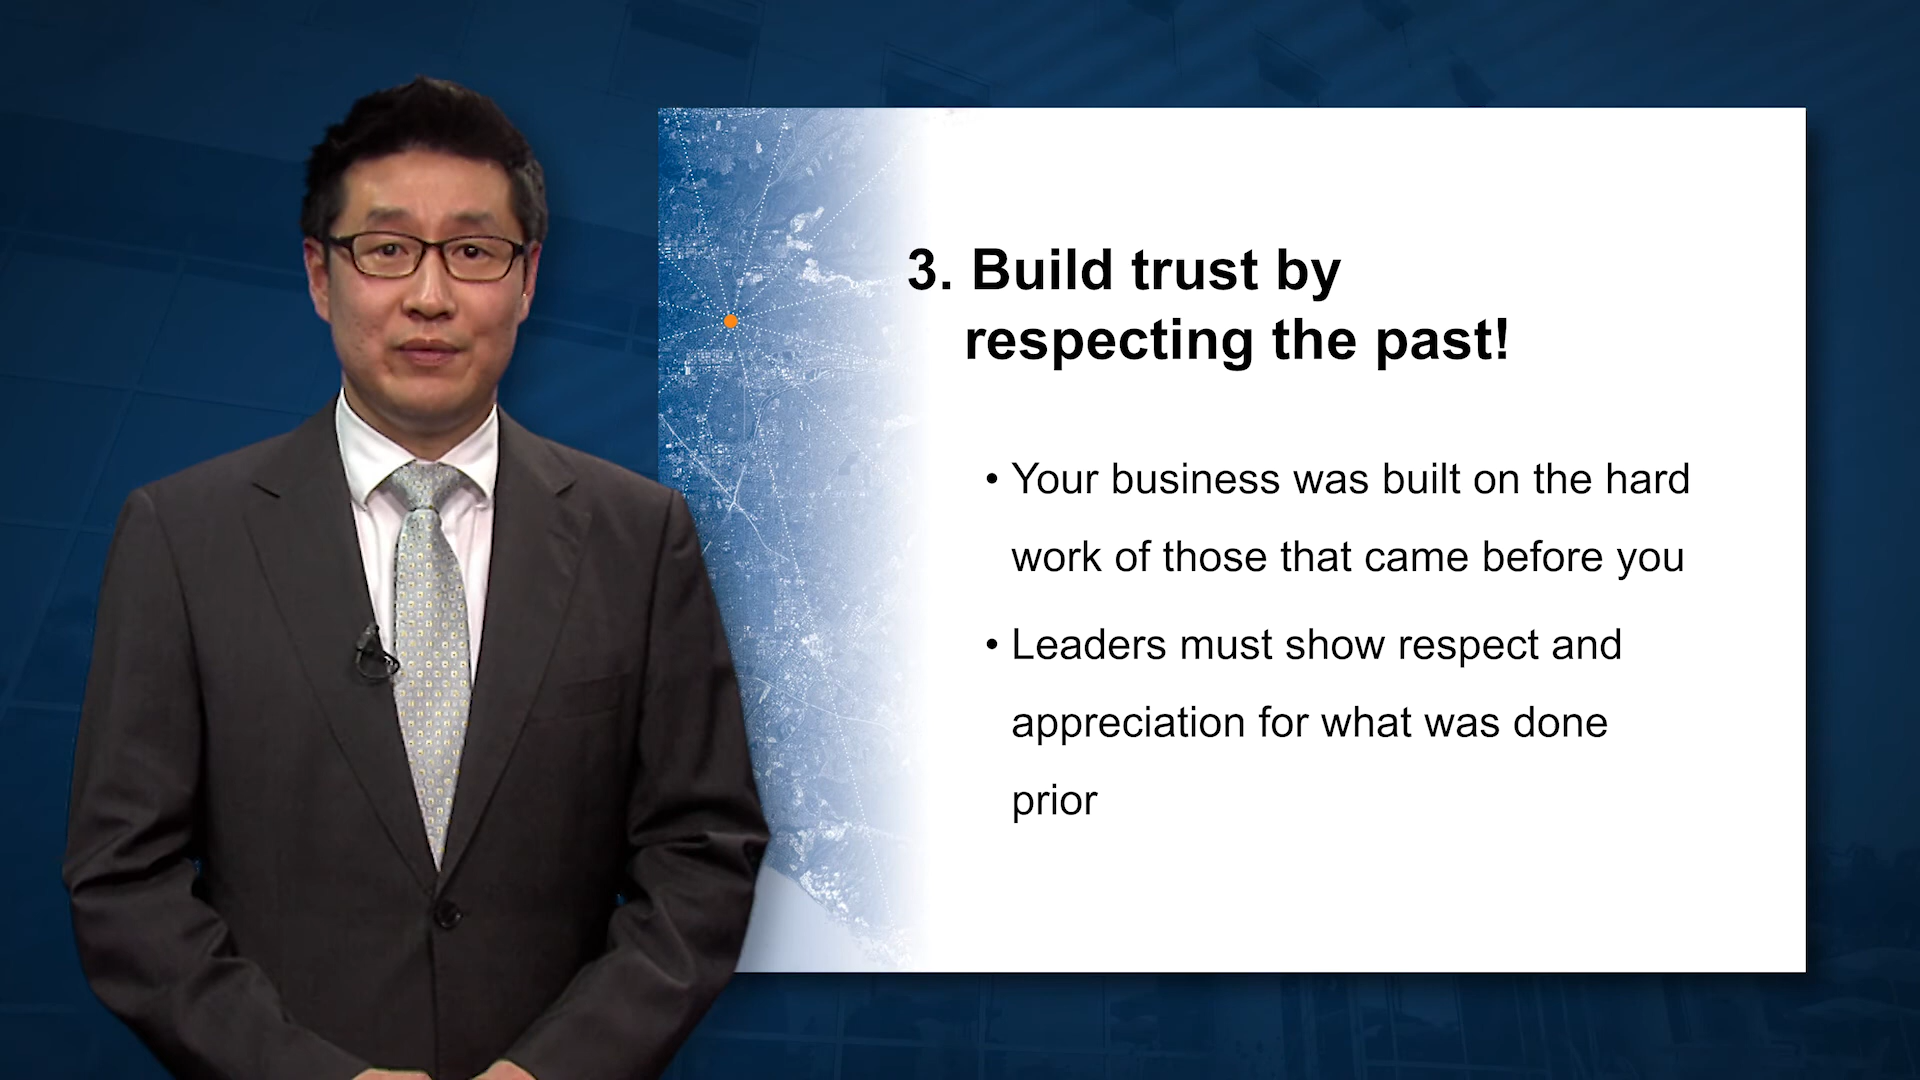 3. Build trust by
respecting the past!
• Your business was built on the hard
work of those that came before you
• Leaders must show respect and
appreciation for what was done
prior